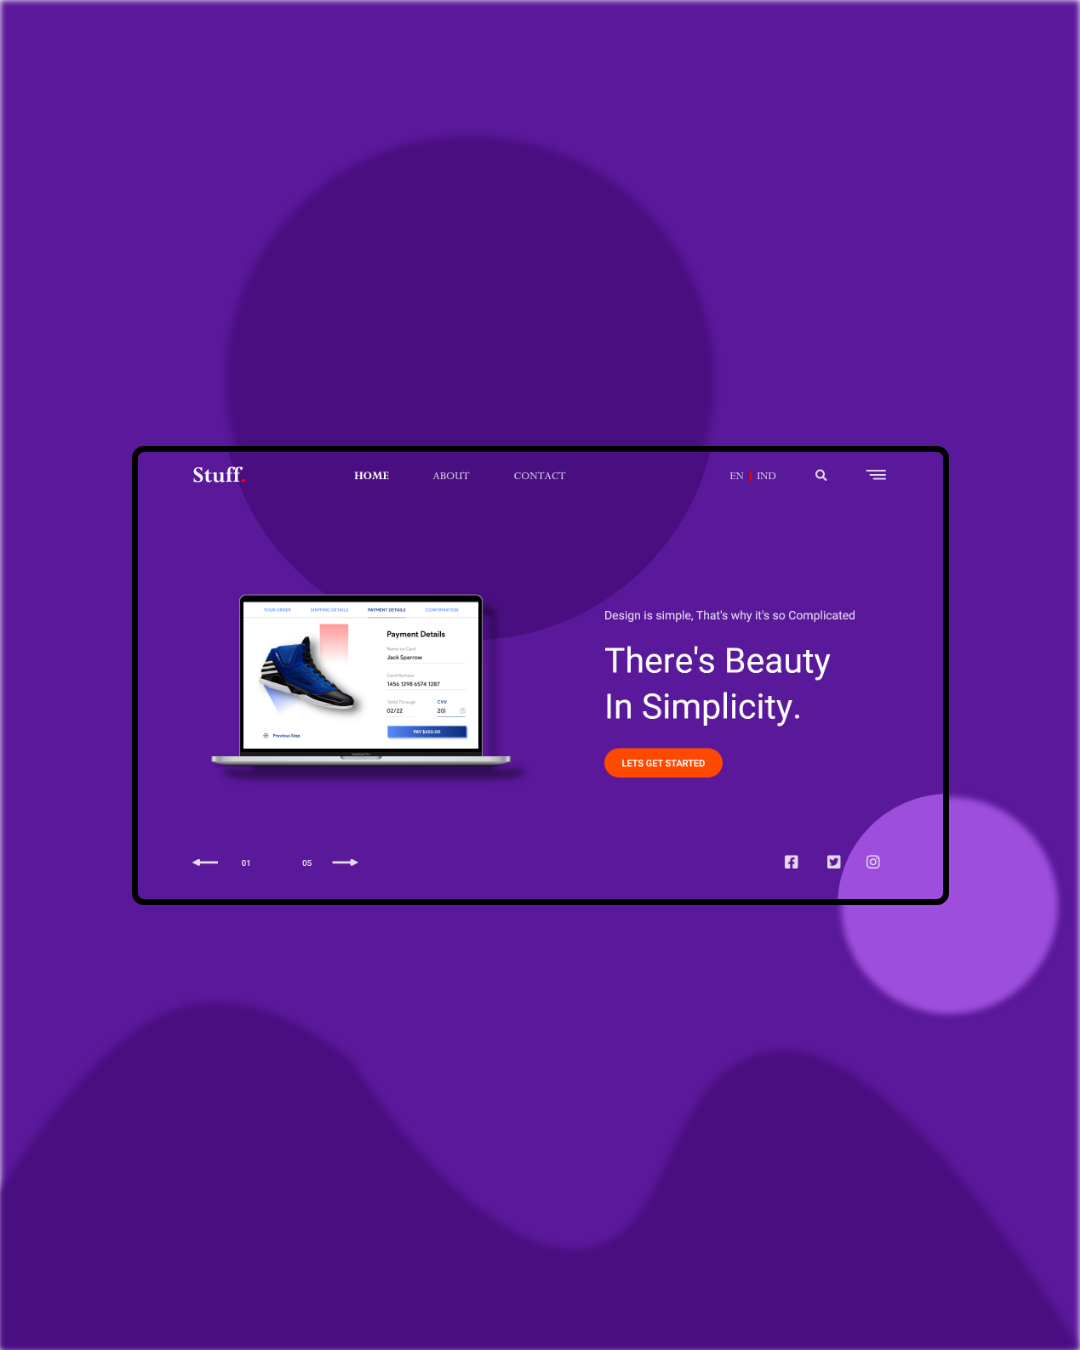 Stuff.
HOME ABOUT CONTACT
EN | IND
YOUR ORDER SHIPPING DETAILS PAYMENT DETAILS CONFIRMATION
Payment Details
Name on Card
Jack Sparrow
Card Number
1456 1298 6574 1287
Valid Through CVV
02/22 20|
Previous Step
PAY $450.00
Design is simple, That's why it's so Complicated
There's Beauty
In Simplicity.
LETS GET STARTED
01 05